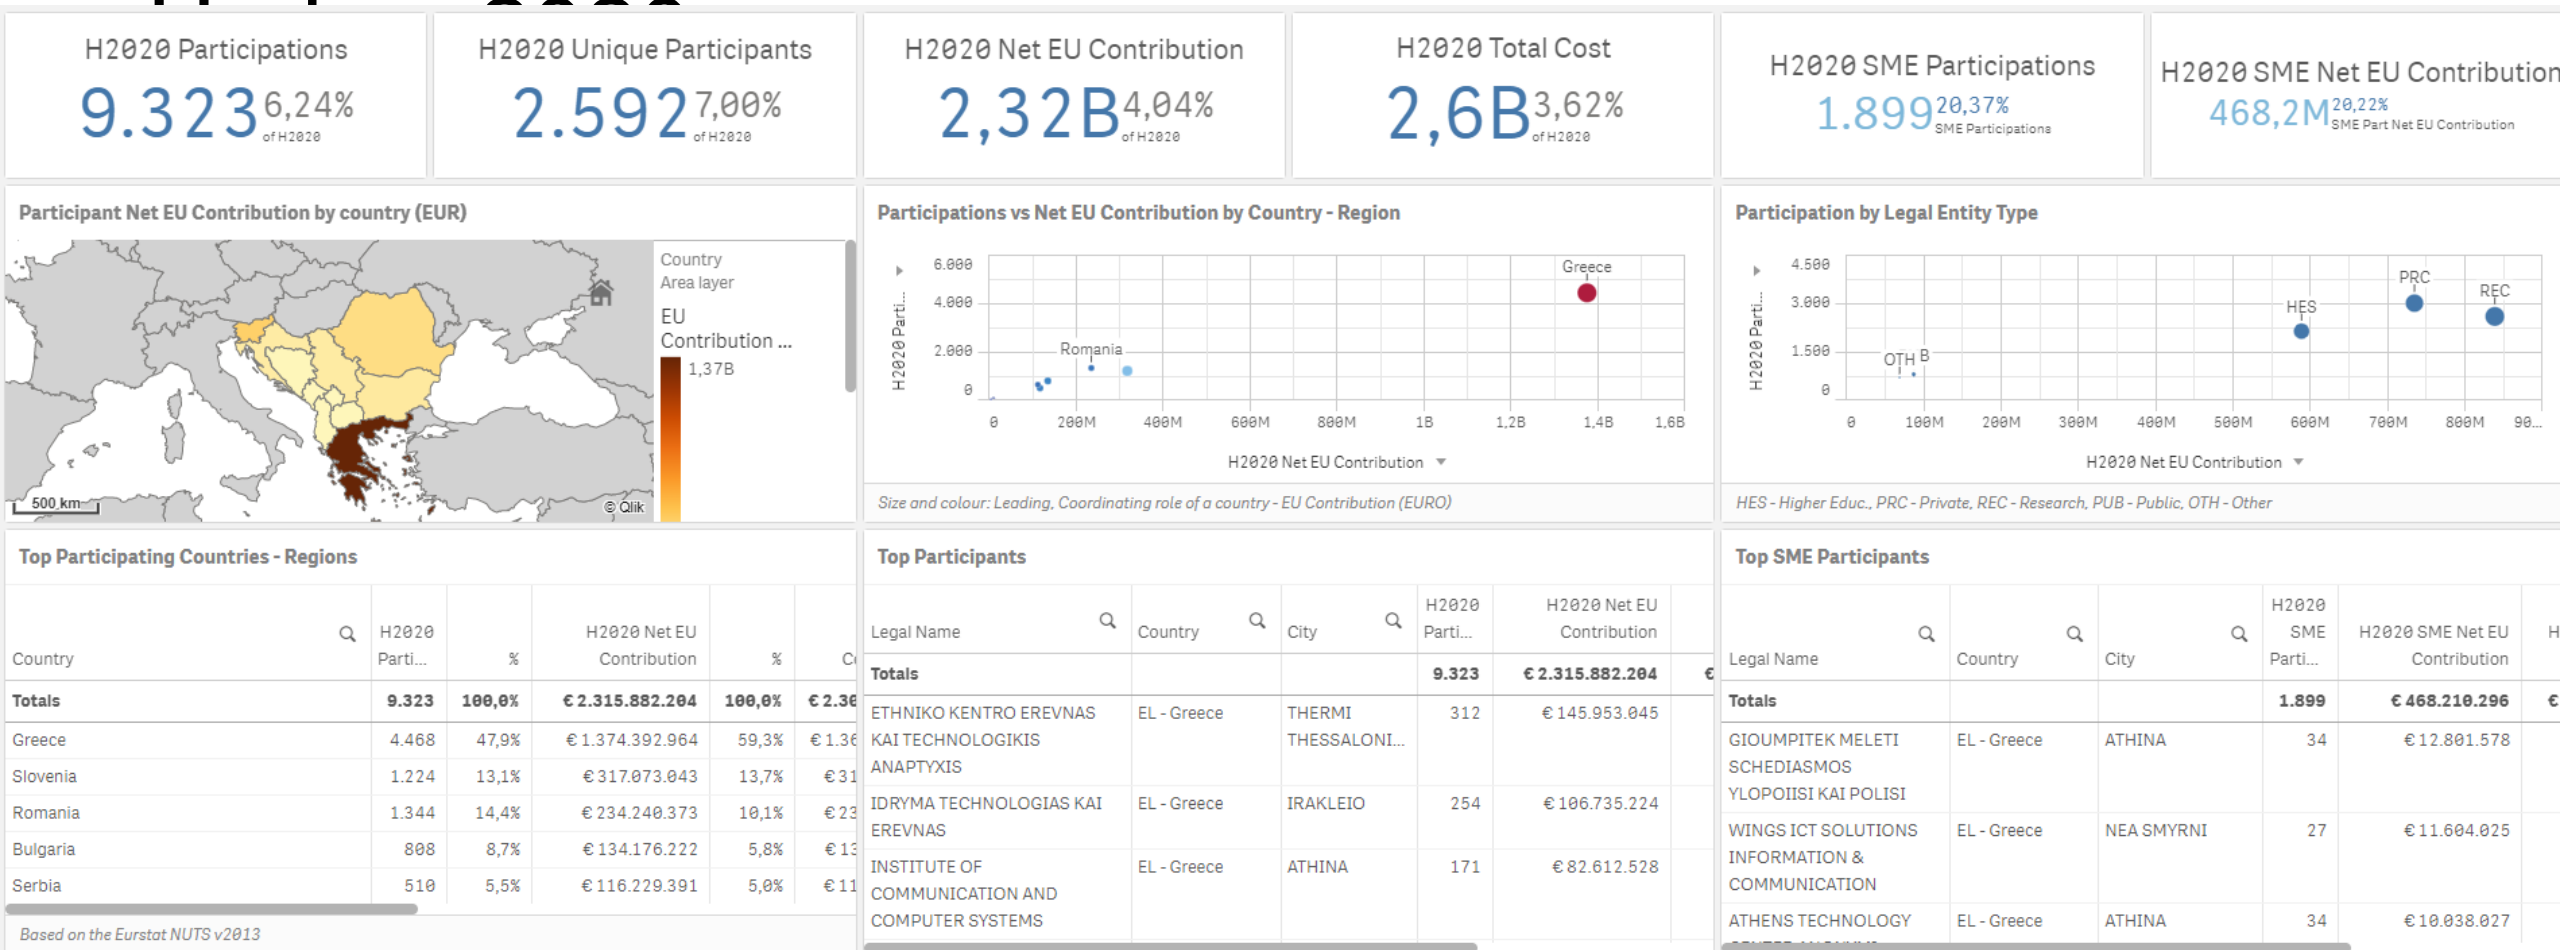 H2020 Participations
9.323 6,24%
of H2020
H2020 Unique Participants
2.592 7,00%
of H2020
H2020 Net EU Contribution
2,32B 4,04%
of H2020
H2020 Total Cost
2,6B 3,62%
of H2020
H2020 SME Participations
1.899 20,37%
SME Participations
H2020 SME Net EU Contribution
468,2M 20,22%
SME Part Net EU Contribution
Participant Net EU Contribution by country (EUR)
Country
Area layer
EU
Contribution ...
1,37B
500 km
© Qlik
Participations vs Net EU Contribution by Country - Region
H2020 Parti...
6.000
4.000
2.000
0
Greece
Romania
0 200M 400M 600M 800M 1B 1,2B 1,4B 1,6B
H2020 Net EU Contribution
Size and colour: Leading, Coordinating role of a country - EU Contribution (EURO)
Participation by Legal Entity Type
H2020 Parti...
4.500
3.000
1.500
0
PRC
REC
HES
OTH B
0 100M 200M 300M 400M 500M 600M 700M 800M 90...
H2020 Net EU Contribution
HES - Higher Educ., PRC - Private, REC - Research, PUB - Public, OTH - Other
Top Participating Countries - Regions
Country H2020 Parti... % H2020 Net EU Contribution %
Totals 9.323 100,0% € 2.315.882.204 100,0% € 2.30
Greece 4.468 47,9% € 1.374.392.964 59,3% € 1.36
Slovenia 1.224 13,1% € 317.073.043 13,7% € 31
Romania 1.344 14,4% € 234.240.373 10,1% € 23
Bulgaria 808 8,7% € 134.176.222 5,8% € 13
Serbia 510 5,5% € 116.229.391 5,0% € 11
Based on the Eurstat NUTS v2013
Top Participants
Legal Name Country City H2020 Parti... H2020 Net EU Contribution
Totals 9.323 € 2.315.882.204 €
ETHNIKO KENTRO EREVNAS EL - Greece THERMI 312 € 145.953.045
KAI TECHNOLOGIKIS THESSALONI...
ANAPTYXIS
IDRYMA TECHNOLOGIAS KAI EL - Greece IRAKLEIO 254 € 106.735.224
EREVNAS
INSTITUTE OF EL - Greece ATHINA 171 € 82.612.528
COMMUNICATION AND
COMPUTER SYSTEMS
Top SME Participants
Legal Name Country City H2020 SME Parti... H2020 SME Net EU Contribution H
Totals 1.899 € 468.210.296 €
GIOUMPITEK MELETI EL - Greece ATHINA 34 € 12.801.578
SCHEDIASMOS
YLOPOIISI KAI POLISI
WINGS ICT SOLUTIONS EL - Greece NEA SMYRNI 27 € 11.604.025
INFORMATION &
COMMUNICATION
ATHENS TECHNOLOGY EL - Greece ATHINA 34 € 10.038.027